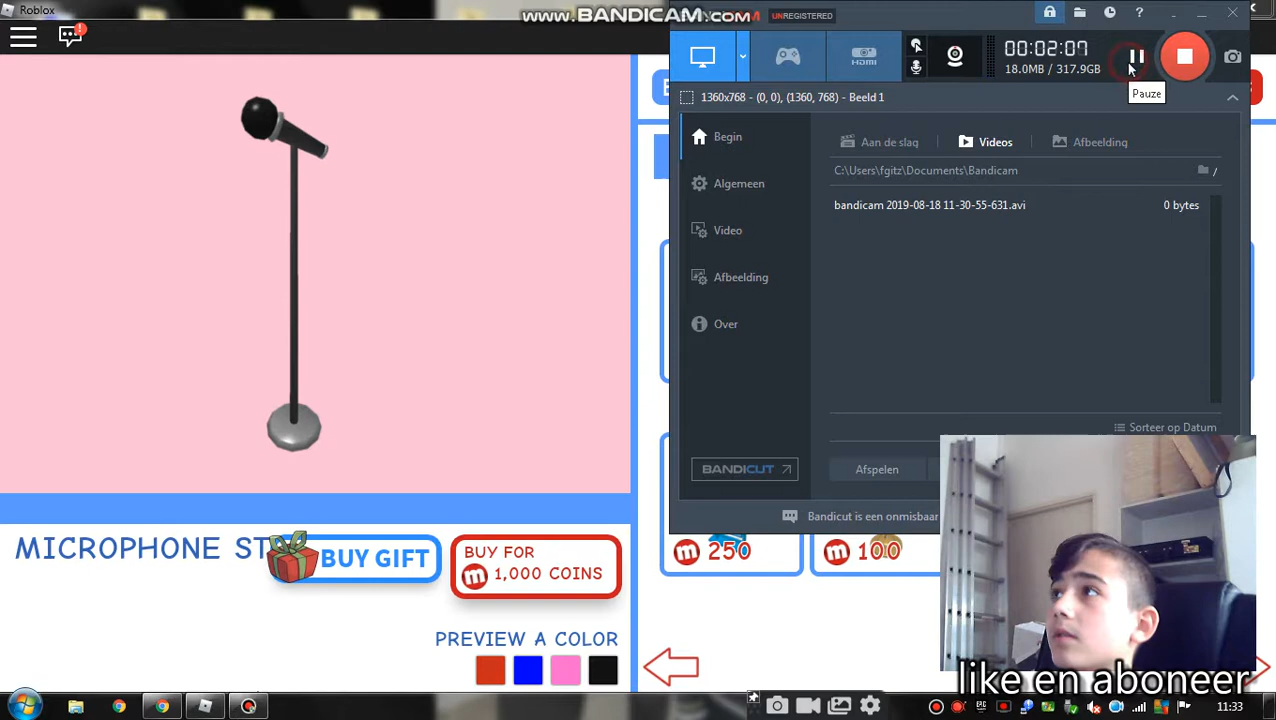 Roblox
www.BANDICAM.com
UNREGISTERED
HDMI
00:02:07
18.0MB / 317.9GB
Pauze
1360x768 - (0, 0), (1360, 768) - Beeld 1
Begin
Algemeen
Video
Afbeelding
Over
Aan de slag
Videos
Afbeelding
C:\Users\fgitz\Documents\Bandicam
bandicam 2019-08-18 11-30-55-631.avi
0 bytes
Sorteer op Datum
BANDICUT
Afspelen
Bandicut is een onmisbaar
MICROPHONE ST
BUY GIFT
BUY FOR
1,000 COINS
250
100
PREVIEW A COLOR
like en aboneer
11:33